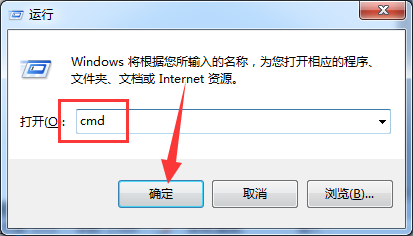 运行
Windows 将根据您所输入的名称，为您打开相应的程序、
文件夹、文档或 Internet 资源。
打开(O): cmd
确定 取消 浏览(B)...